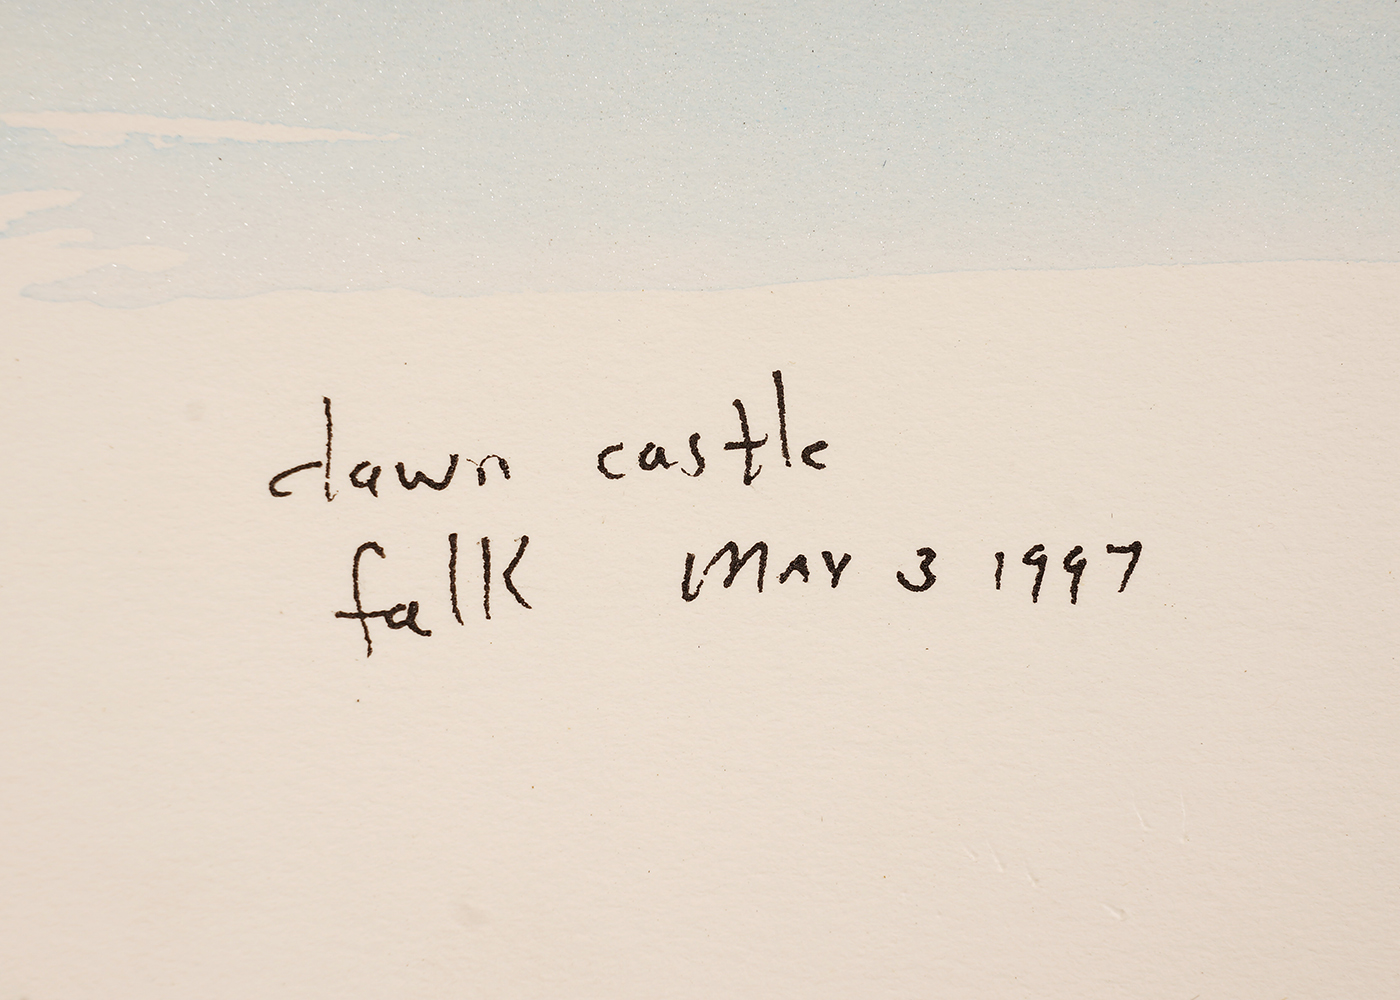 dawn castle
falk MAY 3 1997